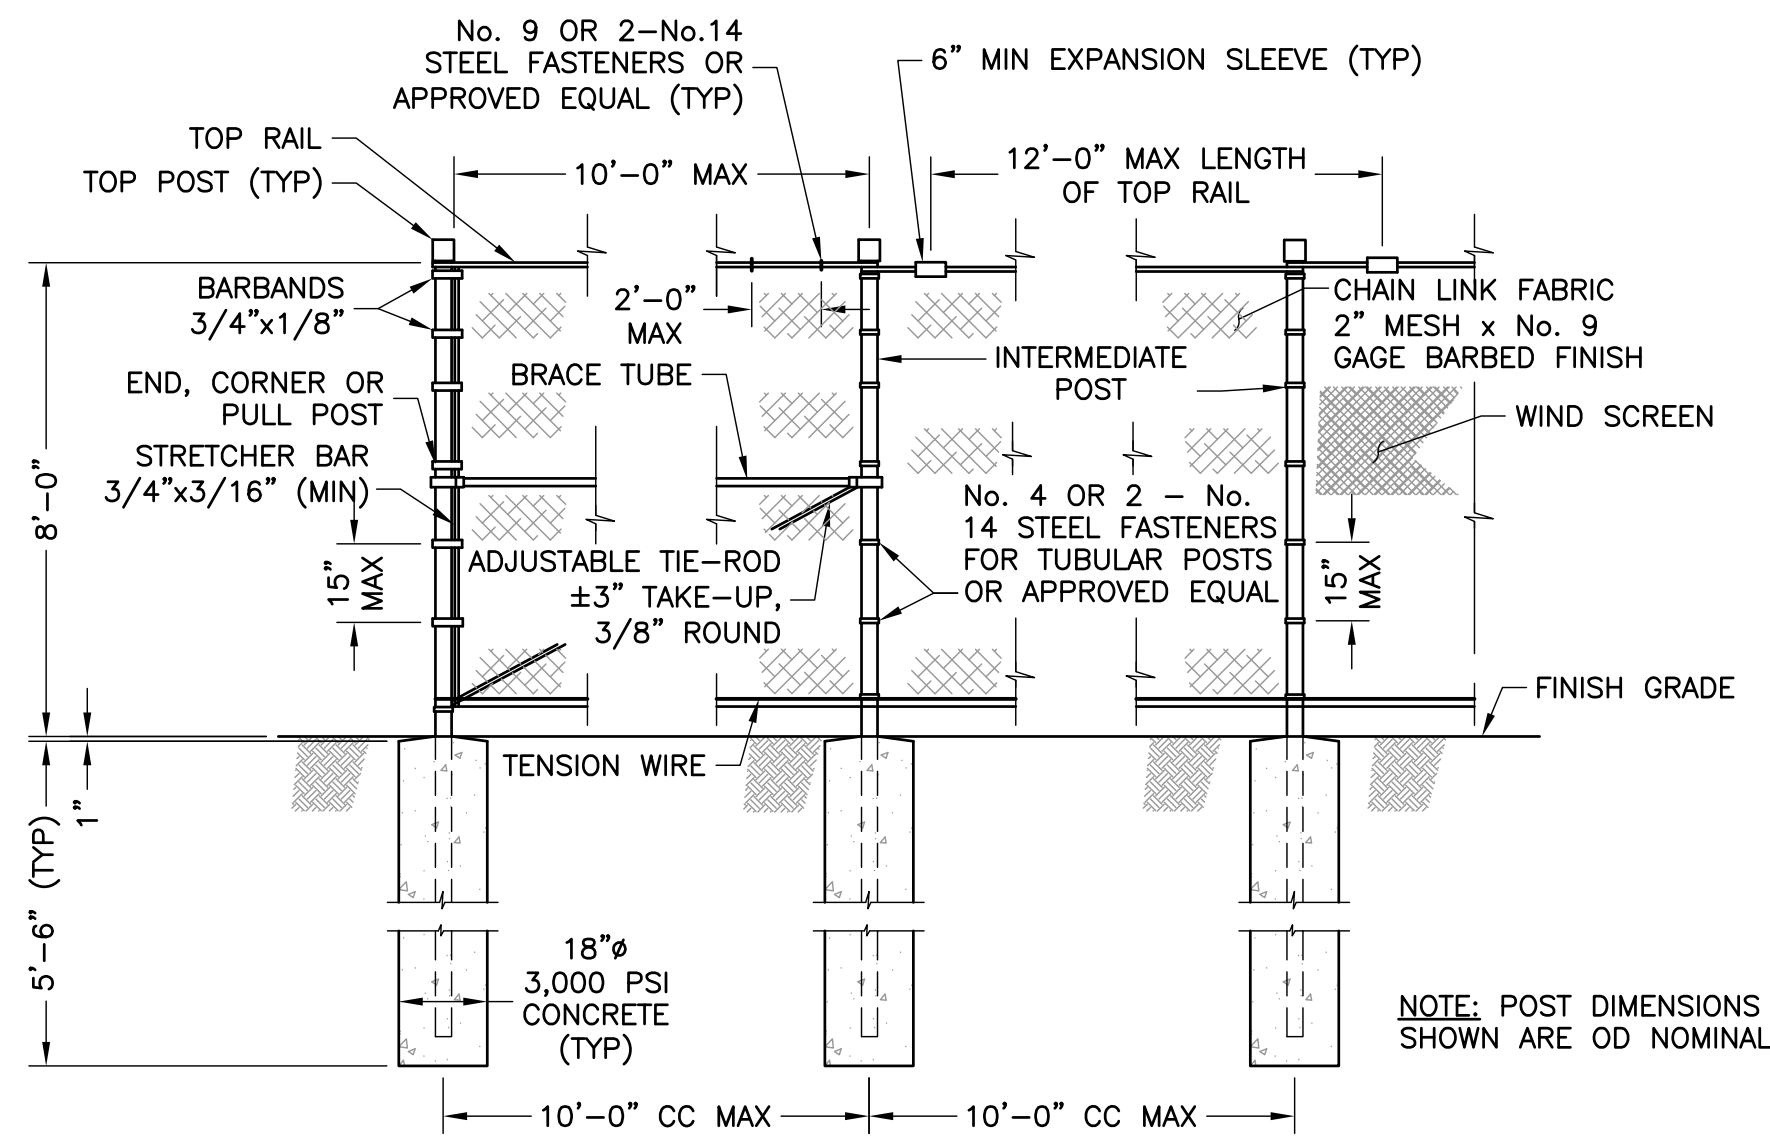 No. 9 OR 2-No.14
STEEL FASTENERS OR
APPROVED EQUAL (TYP)
6" MIN EXPANSION SLEEVE (TYP)
TOP RAIL
TOP POST (TYP)
10'-0" MAX
12'-0" MAX LENGTH
OF TOP RAIL
BARBANDS
3/4"x1/8"
2'-0"
MAX
CHAIN LINK FABRIC
2" MESH x No. 9
GAGE BARBED FINISH
END, CORNER OR
PULL POST
BRACE TUBE
INTERMEDIATE
POST
WIND SCREEN
STRETCHER BAR
3/4"x3/16" (MIN)
8'-0"
No. 4 OR 2 - No.
14 STEEL FASTENERS
FOR TUBULAR POSTS
OR APPROVED EQUAL
15"
MAX
ADJUSTABLE TIE-ROD
±3" TAKE-UP,
3/8" ROUND
15"
MAX
FINISH GRADE
TENSION WIRE
1"
5'-6" (TYP)
18"ø
3,000 PSI
CONCRETE
(TYP)
NOTE: POST DIMENSIONS
SHOWN ARE OD NOMINAL
10'-0" CC MAX
10'-0" CC MAX